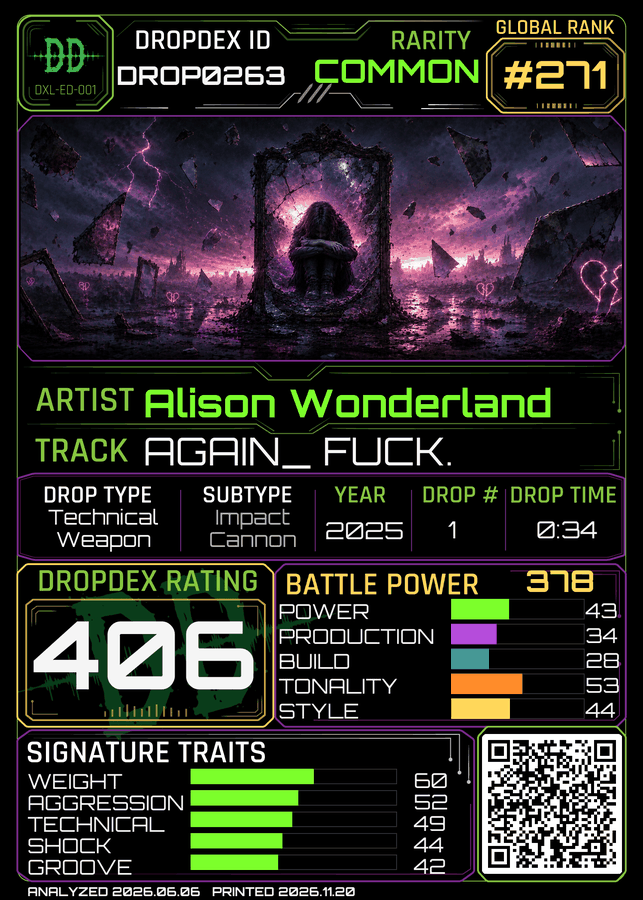 DD
DXL-ED-001
DROPDEX ID
DROP0263
RARITY
COMMON
GLOBAL RANK
#271
ARTIST Alison Wonderland
TRACK AGAIN_ FUCK.
DROP TYPE
Technical
Weapon
SUBTYPE
Impact
Cannon
YEAR
2025
DROP #
1
DROP TIME
0:34
DROPDEX RATING
406
BATTLE POWER 378
POWER 43
PRODUCTION 34
BUILD 28
TONALITY 53
STYLE 44
SIGNATURE TRAITS
WEIGHT 60
AGGRESSION 52
TECHNICAL 49
SHOCK 44
GROOVE 42
ANALYZED 2026.06.06 PRINTED 2026.11.20